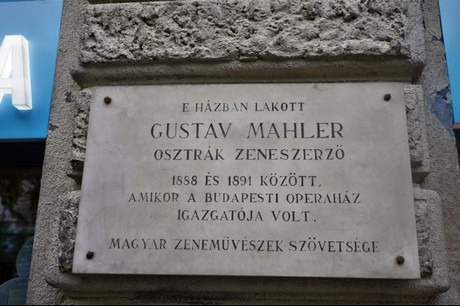 A
E HÁZBAN LAKOTT
GUSTAV MAHLER
OSZTRÁK ZENESZERZŐ
1888 ÉS 1891 KÖZÖTT,
AMIKOR A BUDAPESTI OPERAHÁZ
IGAZGATÓJA VOLT.
MAGYAR ZENEMŰVÉSZEK SZÖVETSÉGE